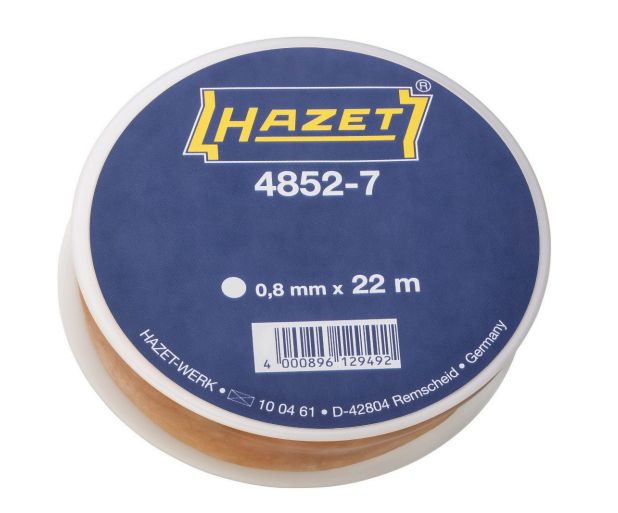 HAZET®
4852-7
0,8 mm x 22 m
4 000896 129492
HAZET-WERK • 10 04 61 • D-42804 Remscheid • Germany